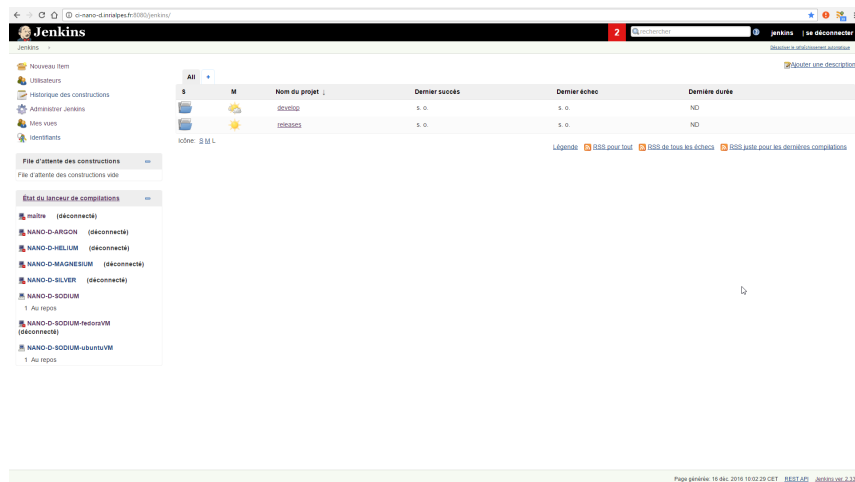 ci-nano-d.inrialpes.fr:8080/jenkins/
Jenkins
2
rechercher
jenkins | se déconnecter
Jenkins
Désactiver le rafraîchissement automatique
Nouveau Item
Utilisateurs
Historique des constructions
Administrer Jenkins
Mes vues
Identifiants
File d'attente des constructions
File d'attente des constructions vide
État du lanceur de compilations
maître (déconnecté)
NANO-D-ARGON (déconnecté)
NANO-D-HELIUM (déconnecté)
NANO-D-MAGNESIUM (déconnecté)
NANO-D-SILVER (déconnecté)
NANO-D-SODIUM
1 Au repos
NANO-D-SODIUM-fedoraVM
(déconnecté)
NANO-D-SODIUM-ubuntuVM
1 Au repos
Ajouter une description
All +
S M Nom du projet ↓ Dernier succès Dernier échec Dernière durée
develop s. o. s. o. ND
releases s. o. s. o. ND
Icône: S M L
Légende RSS pour tout RSS de tous les échecs RSS juste pour les dernières compilations
Page générée: 16 déc. 2016 10:02:29 CET REST API Jenkins ver. 2.33